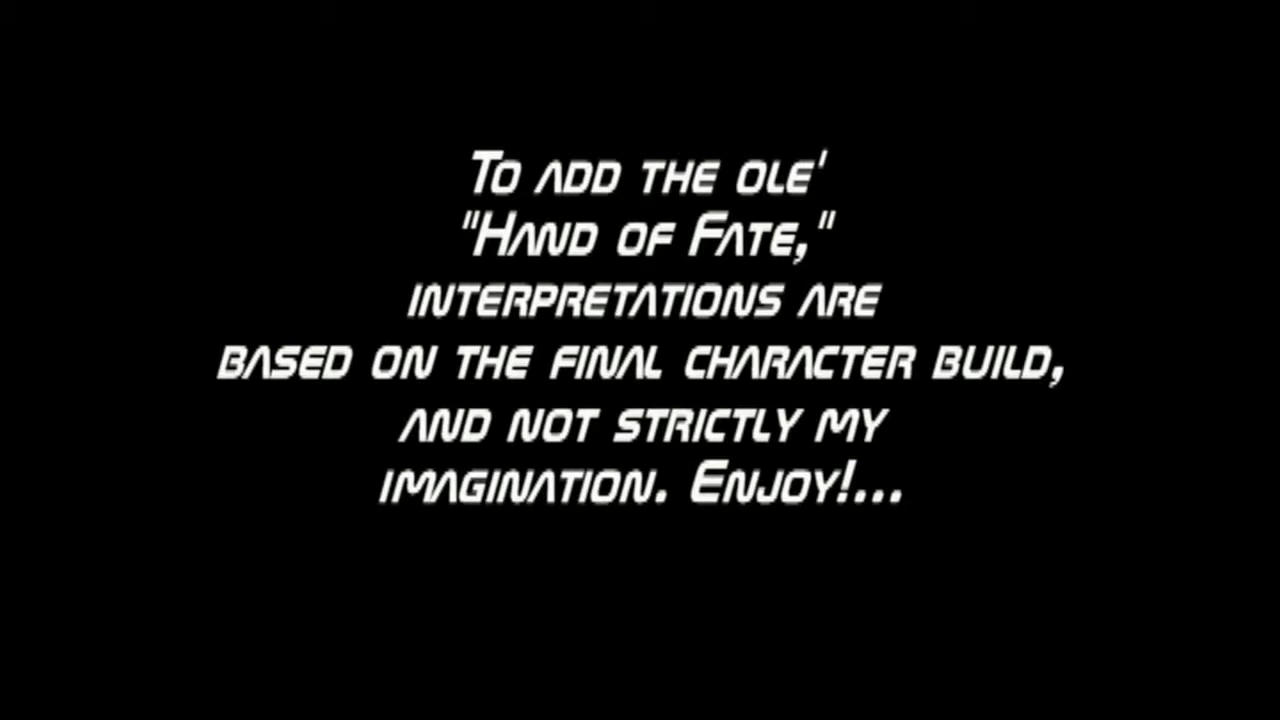 To add the ole'
"Hand of Fate,"
interpretations are
based on the final character build,
and not strictly my
imagination. Enjoy!...